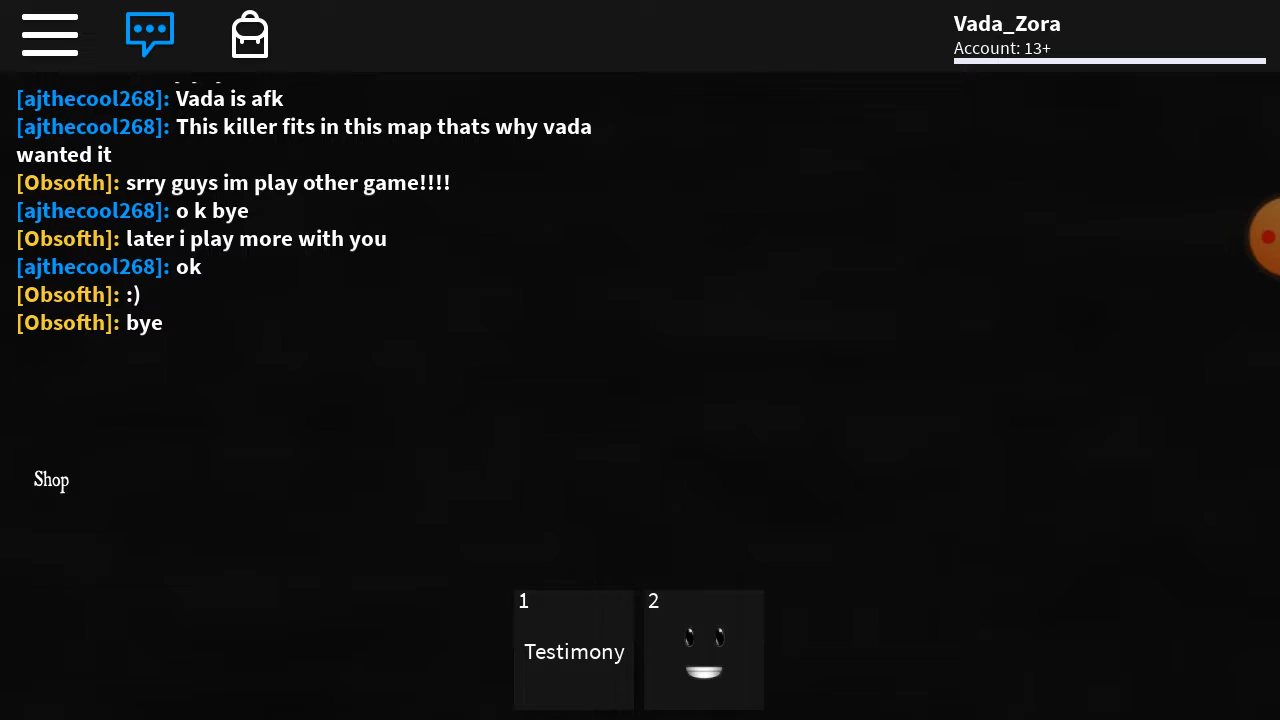 Vada_Zora
Account: 13+
[ajthecool268]: Vada is afk
[ajthecool268]: This killer fits in this map thats why vada
wanted it
[Obsofth]: srry guys im play other game!!!!
[ajthecool268]: o k bye
[Obsofth]: later i play more with you
[ajthecool268]: ok
[Obsofth]: :)
[Obsofth]: bye
Shop
1
2
Testimony